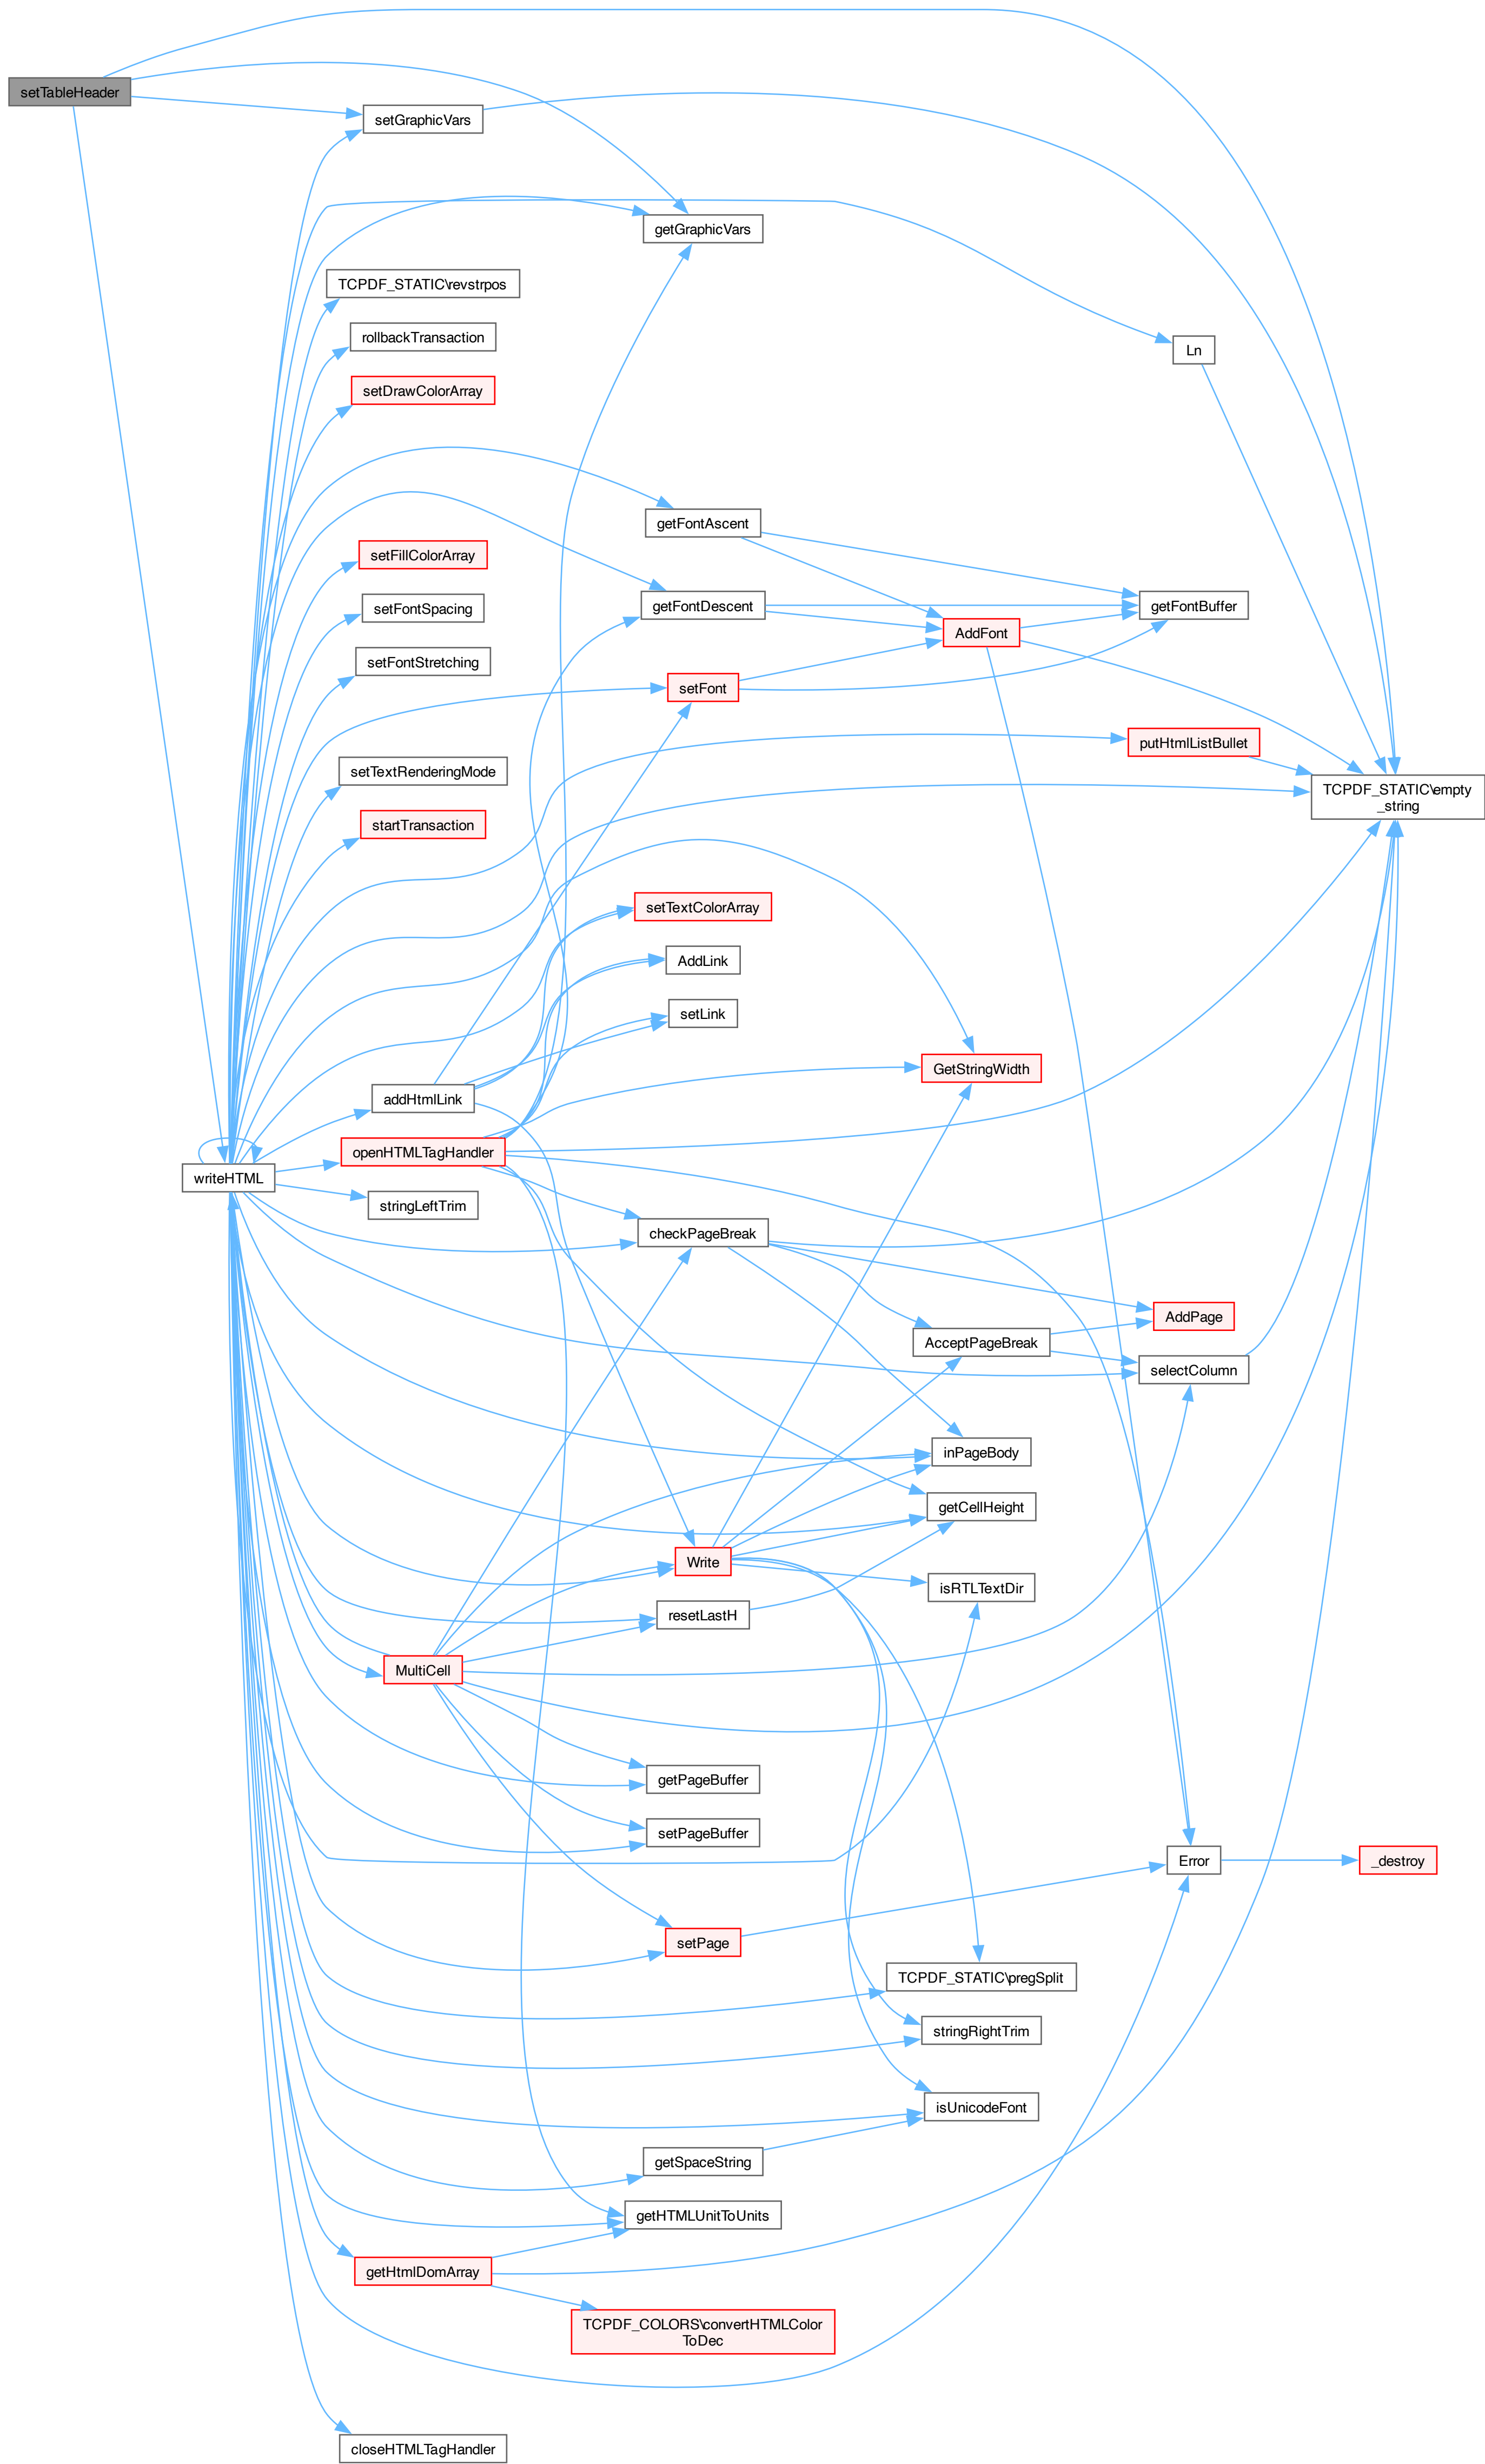 setTableHeader
setGraphicVars
getGraphicVars
TCPDF_STATIC\revstrpos
rollbackTransaction
Ln
setDrawColorArray
getFontAscent
setFillColorArray
setFontSpacing
getFontDescent
getFontBuffer
AddFont
setFontStretching
setFont
putHtmlListBullet
setTextRenderingMode
TCPDF_STATIC\empty
_string
startTransaction
setTextColorArray
AddLink
setLink
GetStringWidth
addHtmlLink
openHTMLTagHandler
writeHTML
stringLeftTrim
checkPageBreak
AddPage
AcceptPageBreak
selectColumn
inPageBody
getCellHeight
Write
isRTLTextDir
resetLastH
MultiCell
getPageBuffer
setPageBuffer
Error
_destroy
setPage
TCPDF_STATIC\pregSplit
stringRightTrim
isUnicodeFont
getSpaceString
getHTMLUnitToUnits
getHtmlDomArray
TCPDF_COLORS\convertHTMLColor
ToDec
closeHTMLTagHandler